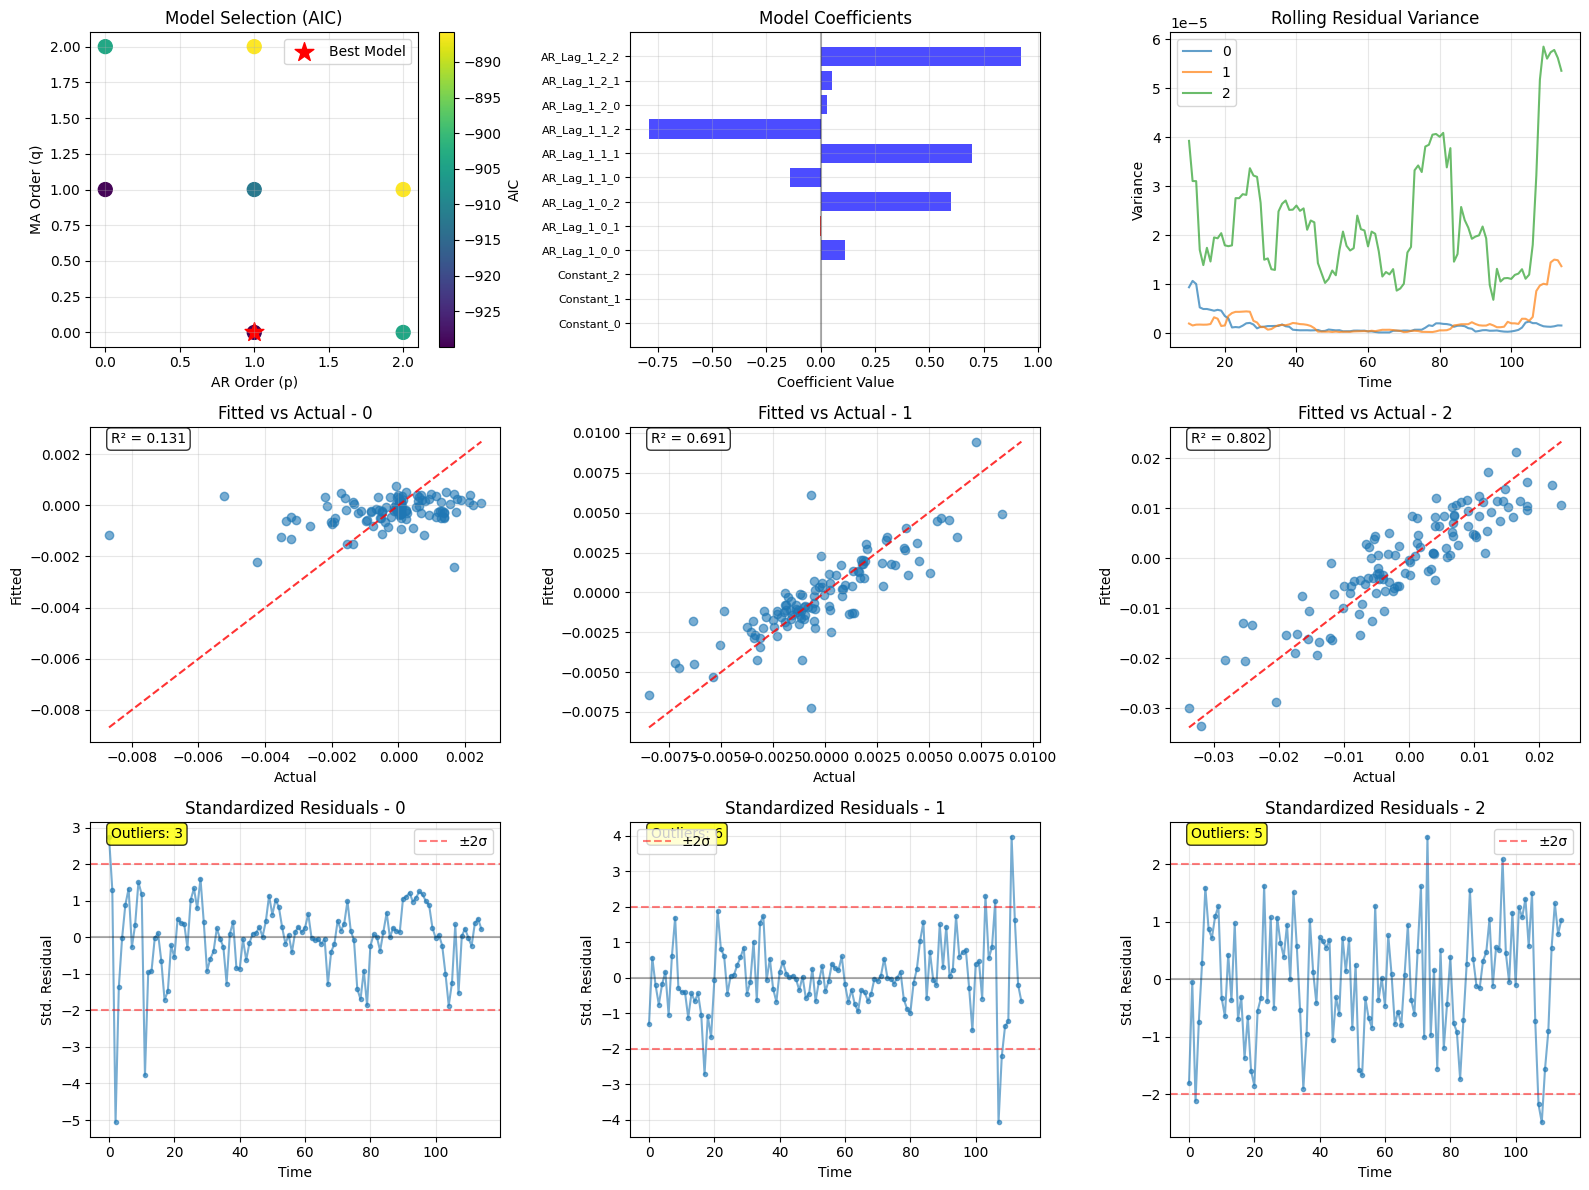 Model Selection (AIC)
2.00
1.75
1.50
1.25
1.00
0.75
0.50
0.25
0.00
MA Order (q)
0.0 0.5 1.0 1.5 2.0
AR Order (p)
Best Model
−890
−895
−900
−905
−910
−915
−920
−925
AIC
Model Coefficients
AR_Lag_1_2_2
AR_Lag_1_2_1
AR_Lag_1_2_0
AR_Lag_1_1_2
AR_Lag_1_1_1
AR_Lag_1_1_0
AR_Lag_1_0_2
AR_Lag_1_0_1
AR_Lag_1_0_0
Constant_2
Constant_1
Constant_0
−0.75 −0.50 −0.25 0.00 0.25 0.50 0.75 1.00
Coefficient Value
Rolling Residual Variance
1e−5
6
5
4
3
2
1
0
Variance
0
1
2
20 40 60 80 100
Time
Fitted vs Actual - 0
R² = 0.131
0.002
0.000
−0.002
−0.004
−0.006
−0.008
Fitted
−0.008 −0.006 −0.004 −0.002 0.000 0.002
Actual
Fitted vs Actual - 1
R² = 0.691
0.0100
0.0075
0.0050
0.0025
0.0000
−0.0025
−0.0050
−0.0075
Fitted
−0.0075 −0.0050 −0.0025 0.0000 0.0025 0.0050 0.0075 0.0100
Actual
Fitted vs Actual - 2
R² = 0.802
0.02
0.01
0.00
−0.01
−0.02
−0.03
Fitted
−0.03 −0.02 −0.01 0.00 0.01 0.02
Actual
Standardized Residuals - 0
Outliers: 3
±2σ
3
2
1
0
−1
−2
−3
−4
−5
Std. Residual
0 20 40 60 80 100
Time
Standardized Residuals - 1
Outliers: 6
±2σ
4
3
2
1
0
−1
−2
−3
−4
Std. Residual
0 20 40 60 80 100
Time
Standardized Residuals - 2
Outliers: 5
±2σ
2
1
0
−1
−2
Std. Residual
0 20 40 60 80 100
Time